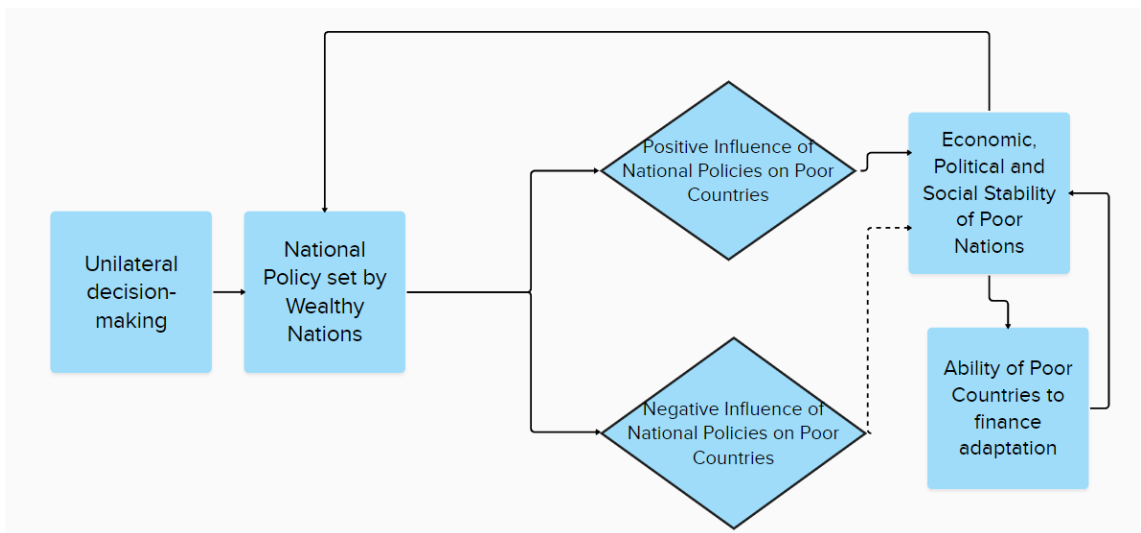 Unilateral
decision-
making
National
Policy set by
Wealthy
Nations
Positive Influence of
National Policies on Poor
Countries
Negative Influence of
National Policies on Poor
Countries
Economic,
Political and
Social Stability
of Poor
Nations
Ability of Poor
Countries to
finance
adaptation